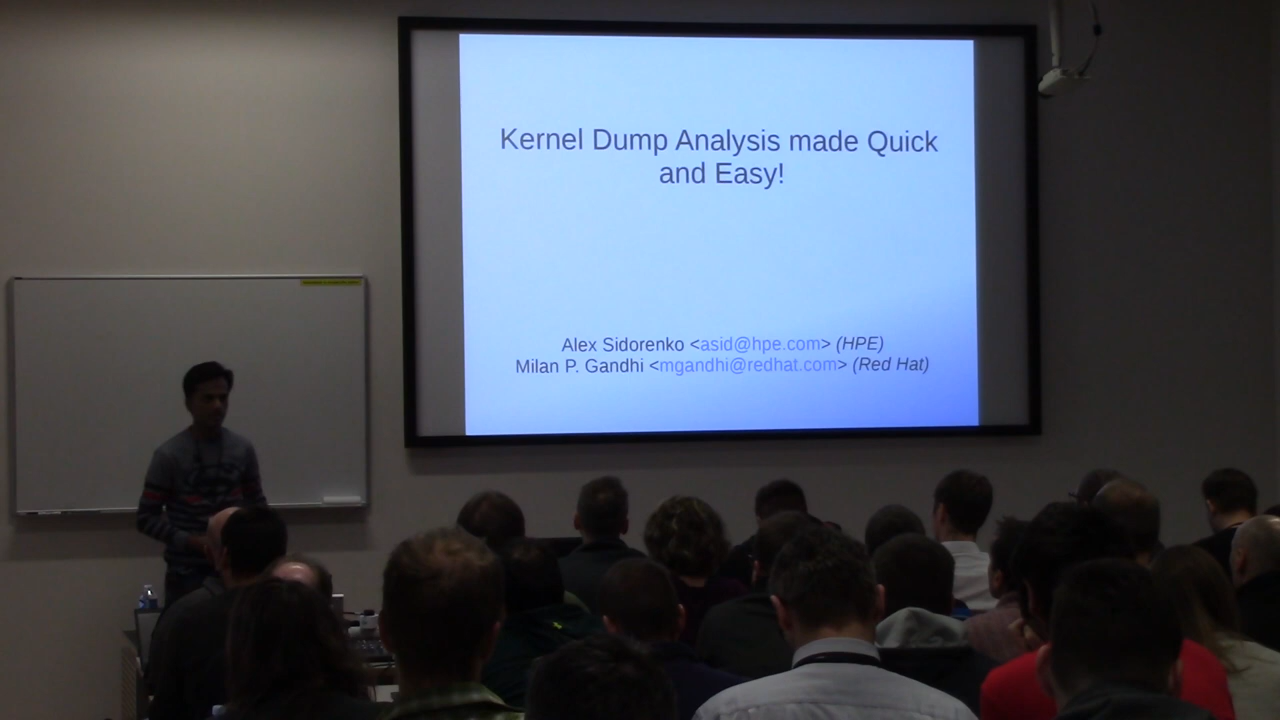 Kernel Dump Analysis made Quick
and Easy!
Alex Sidorenko <asid@hpe.com> (HPE)
Milan P. Gandhi <mgandhi@redhat.com> (Red Hat)